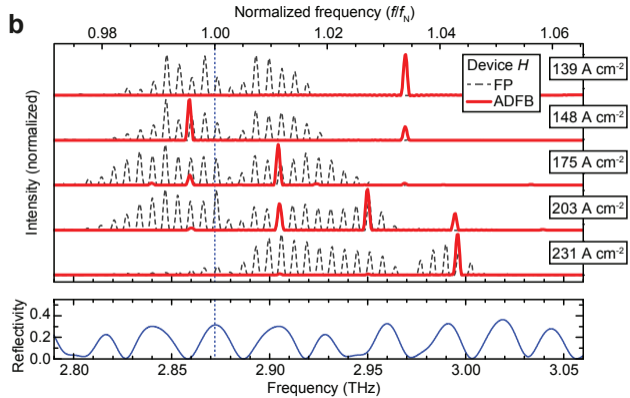 b
Normalized frequency (f/fN)
0.98 1.00 1.02 1.04 1.06
Intensity (normalized)
Device H
FP
ADFB
139 A cm-2
148 A cm-2
175 A cm-2
203 A cm-2
231 A cm-2
Reflectivity
0.4
0.2
0.0
2.80 2.85 2.90 2.95 3.00 3.05
Frequency (THz)